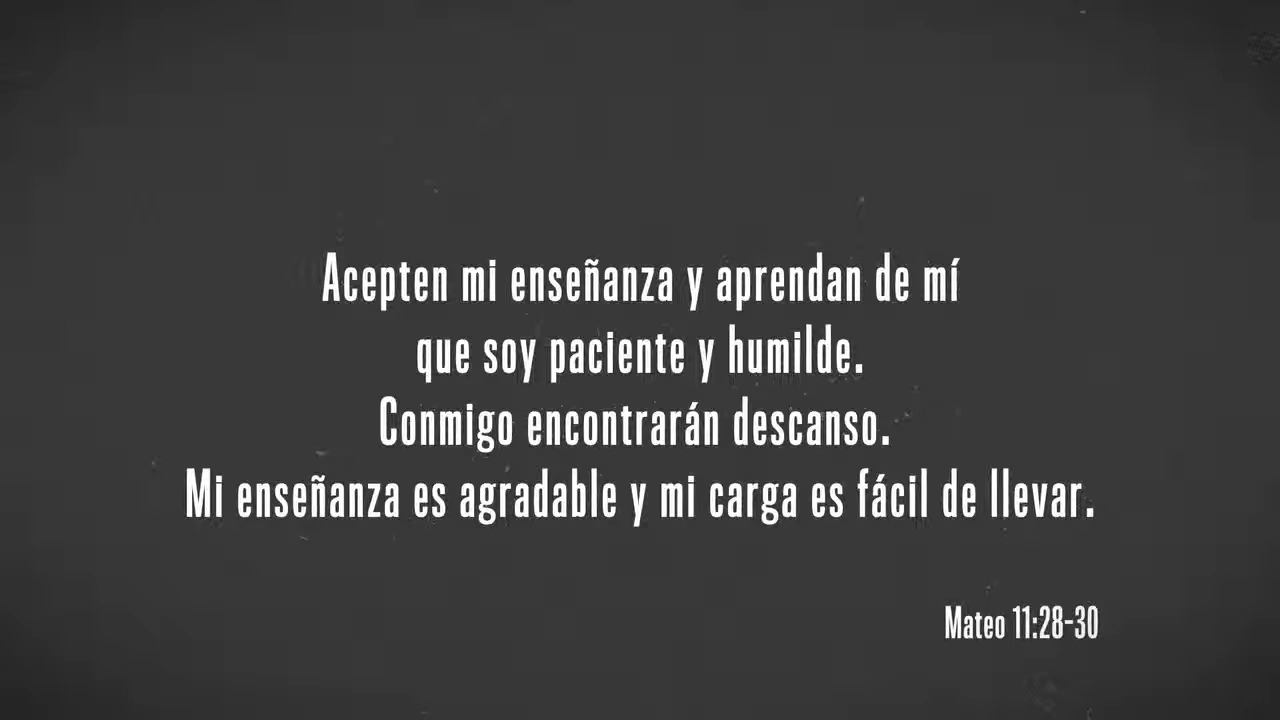 Acepten mi enseñanza y aprendan de mí
que soy paciente y humilde.
Conmigo encontrarán descanso.
Mi enseñanza es agradable y mi carga es fácil de llevar.
Mateo 11:28-30